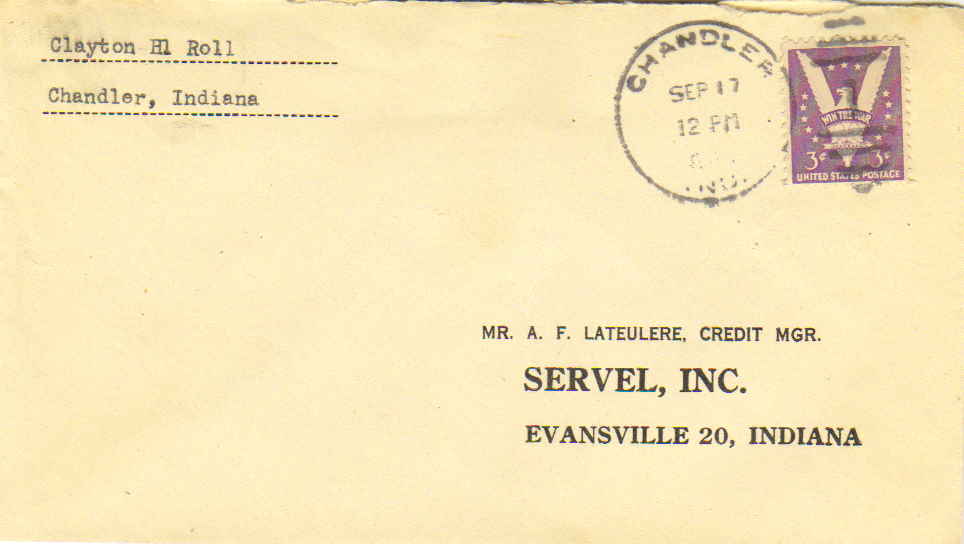 Clayton Hl Roll
Chandler, Indiana
CHANDLER
SEP 17
12 PM
IND.
WIN THE WAR
3¢ 3¢
UNITED STATES POSTAGE
MR. A. F. LATEULERE, CREDIT MGR.
SERVEL, INC.
EVANSVILLE 20, INDIANA